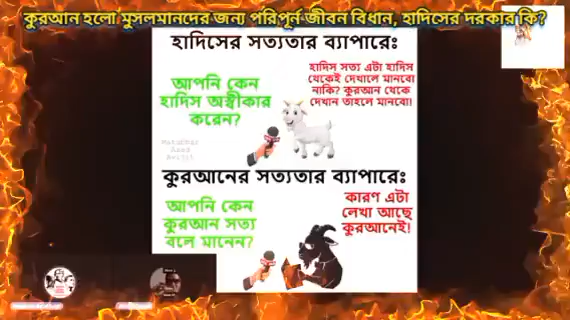 কুরআন হলো মুসলমানদের জন্য পরিপূর্ন জীবন বিধান, হাদিসের দরকার কি?
হাদিসের সত্যতার ব্যাপারেঃ
আপনি কেন
হাদিস অস্বীকার
করেন?
হাদিস সত্য এটা হাদিস
থেকেই দেখালে মানবো
নাকি? কুরআন থেকে
দেখান তাহলে মানবো!
কুরআনের সত্যতার ব্যাপারেঃ
আপনি কেন
কুরআন সত্য
বলে মানেন?
কারণ এটা
লেখা আছে
কুরআনেই!